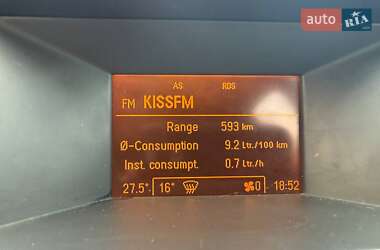 auto RIA.com
AS RDS
FM KISSFM
Range 593 km
Ø-Consumption 9.2 Ltr./100 km
Inst. consumpt. 0.7 Ltr./h
27.5° 16° 0 18:52